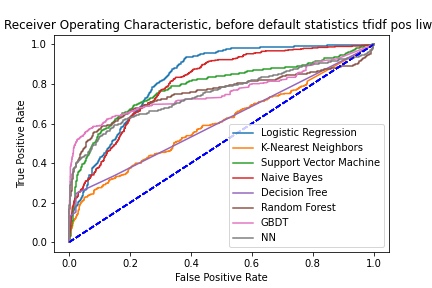 Receiver Operating Characteristic, before default statistics tfidf pos liw
1.0
0.8
0.6
0.4
0.2
0.0
True Positive Rate
Logistic Regression
K-Nearest Neighbors
Support Vector Machine
Naive Bayes
Decision Tree
Random Forest
GBDT
NN
0.0 0.2 0.4 0.6 0.8 1.0
False Positive Rate